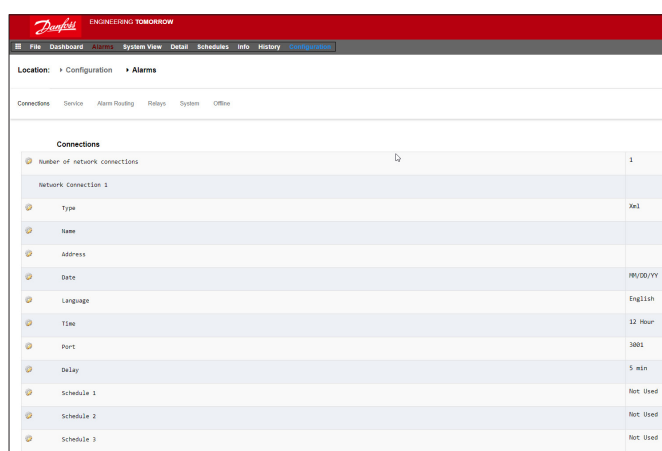 Danfoss ENGINEERING TOMORROW
File Dashboard Alarms System View Detail Schedules Info History Configuration
Location: Configuration Alarms
Connections Service Alarm Routing Relays System Offline
Connections
Number of network connections 1
Network Connection 1
Type Xml
Name
Address
Date MM/DD/YY
Language English
Time 12 Hour
Port 3001
Delay 5 min
Schedule 1 Not Used
Schedule 2 Not Used
Schedule 3 Not Used